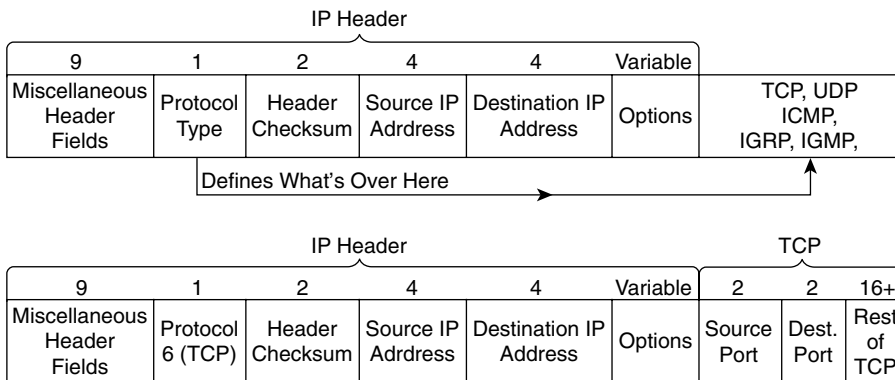 IP Header
9 1 2 4 4 Variable
Miscellaneous Header Fields
Protocol Type
Header Checksum
Source IP Adrdress
Destination IP Address
Options
TCP, UDP
ICMP,
IGRP, IGMP,
Defines What's Over Here
IP Header TCP
9 1 2 4 4 Variable 2 2 16+
Miscellaneous Header Fields
Protocol 6 (TCP)
Header Checksum
Source IP Adrdress
Destination IP Address
Options
Source Port
Dest. Port
Rest of TCP